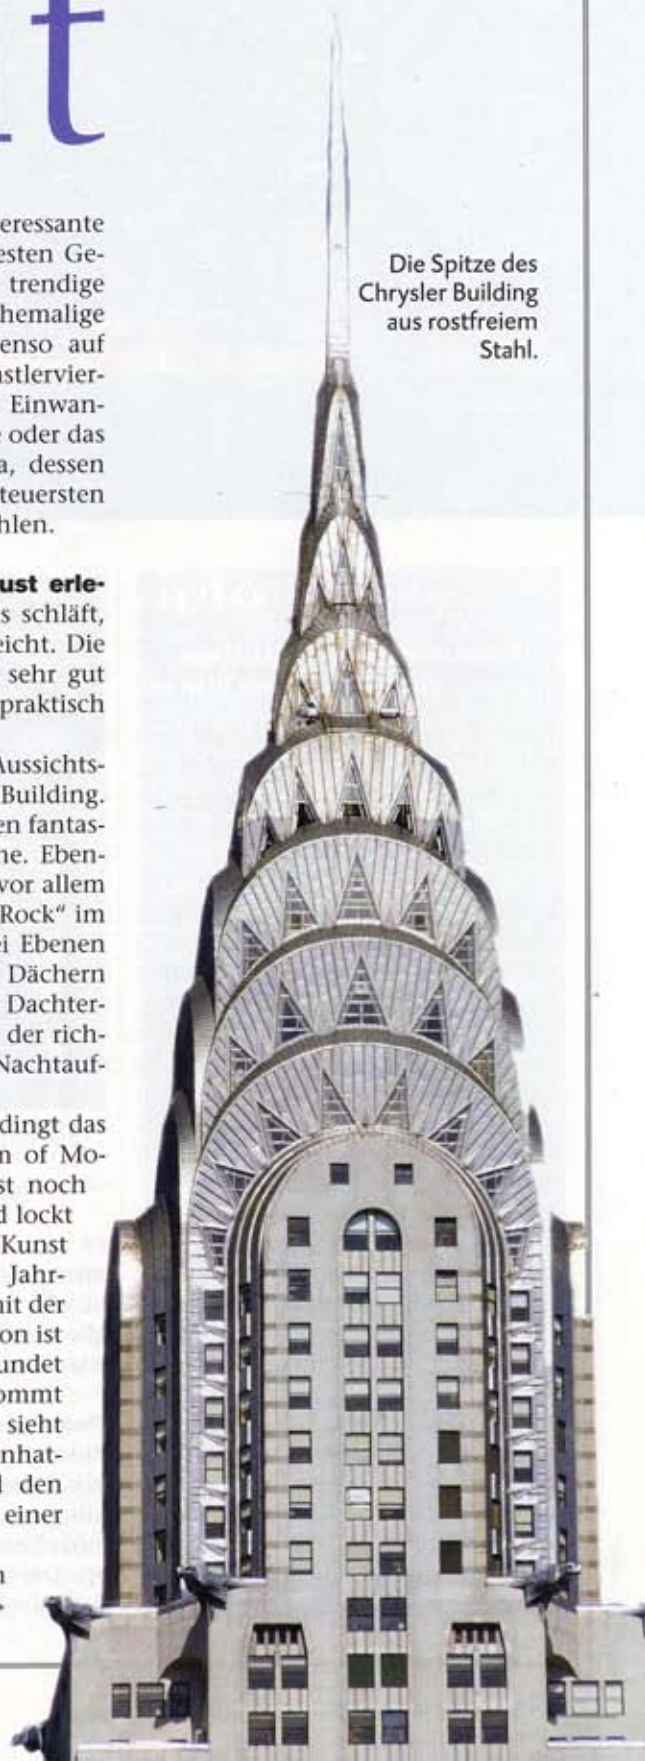 t
eressante
esten Ge-
trendige
hemalige
enso auf
nstlervier-
Einwan-
e oder das
a, dessen
teuersten
hlen.
ust erle-
s schläft,
eicht. Die
sehr gut
praktisch
Aussichts-
Building.
en fantas-
ne. Eben-
vor allem
Rock“ im
ei Ebenen
Dächern
Dachter-
der rich-
Nachtauf-
dingt das
n of Mo-
st noch
d lockt
Kunst
Jahr-
nit der
on ist
undet
ommt
sieht
nhat-
den
einer
Die Spitze des
Chrysler Building
aus rostfreiem
Stahl.